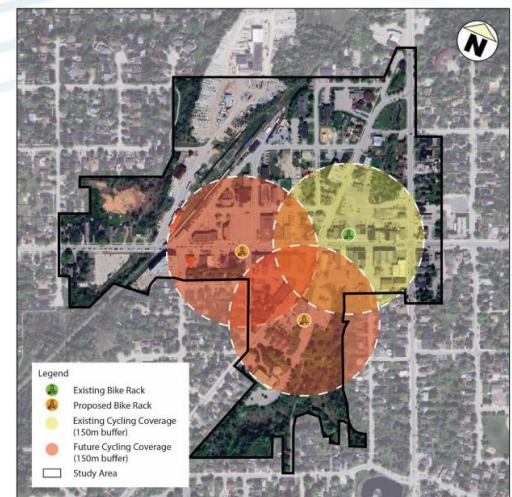 N
Legend
Existing Bike Rack
Proposed Bike Rack
Existing Cycling Coverage
(150m buffer)
Future Cycling Coverage
(150m buffer)
Study Area